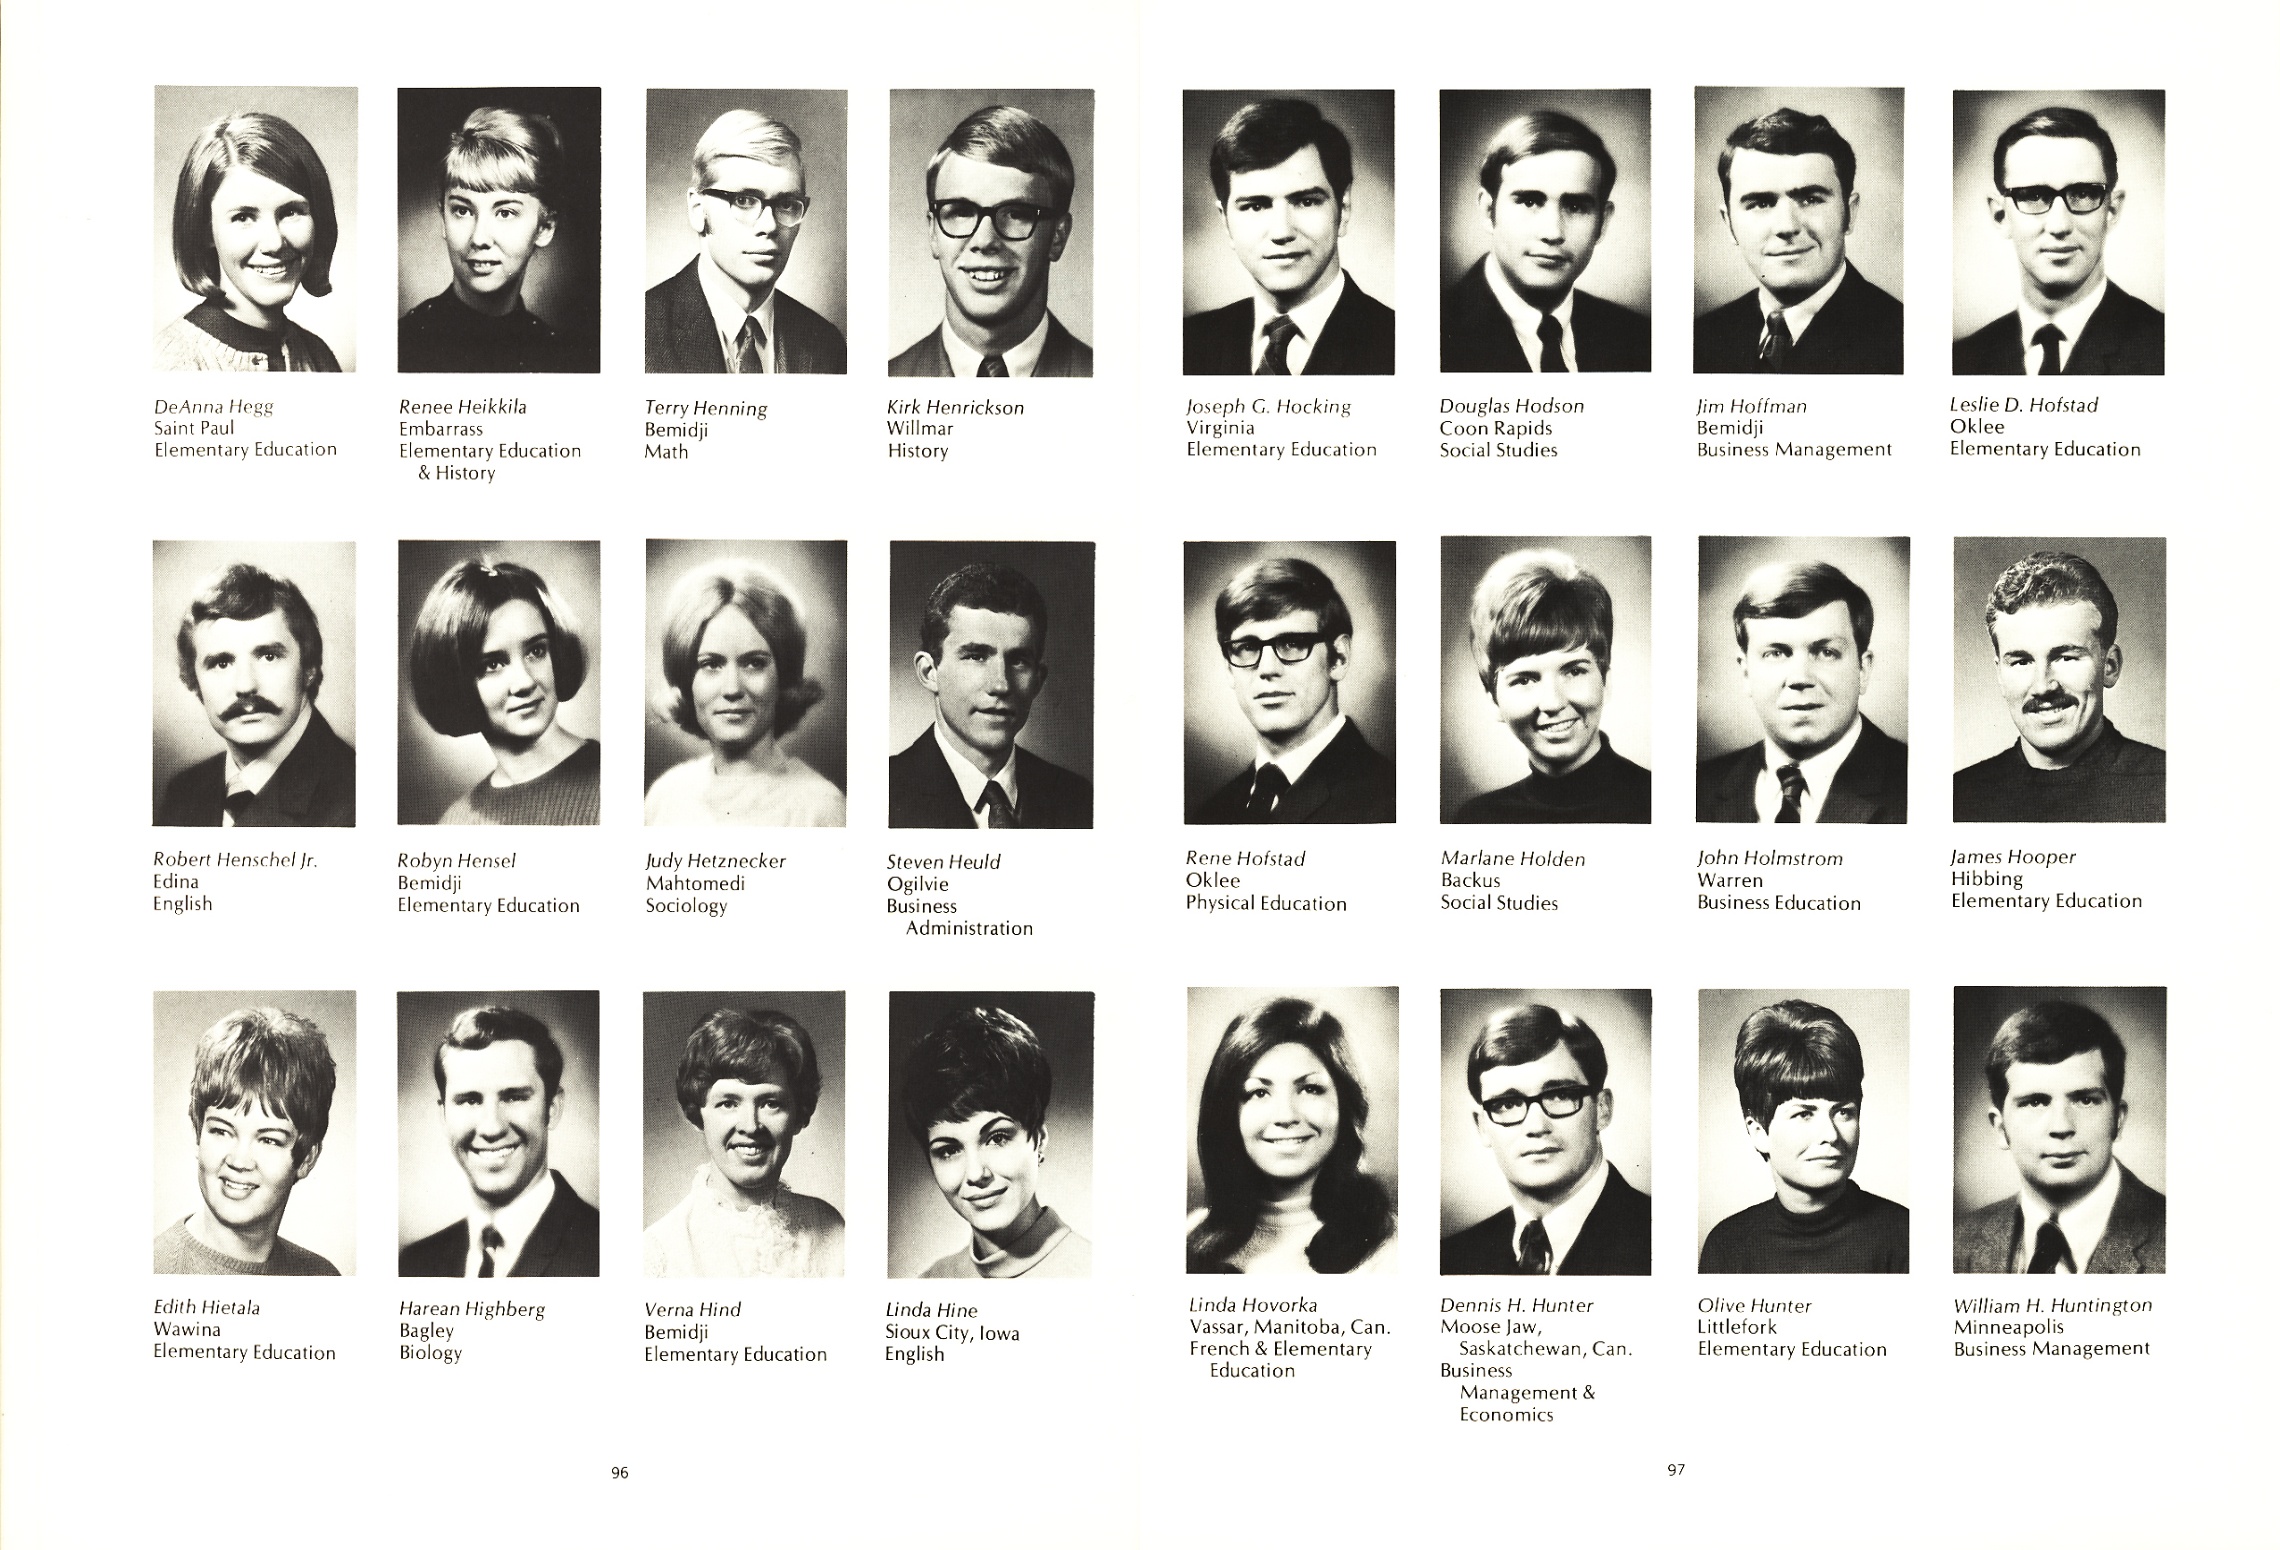 DeAnna Hegg
Saint Paul
Elementary Education
Renee Heikkila
Embarrass
Elementary Education
& History
Terry Henning
Bemidji
Math
Kirk Henrickson
Willmar
History
Robert Henschel Jr.
Edina
English
Robyn Hensel
Bemidji
Elementary Education
Judy Hetznecker
Mahtomedi
Sociology
Steven Heuld
Ogilvie
Business
Administration
Edith Hietala
Wawina
Elementary Education
Harean Highberg
Bagley
Biology
Verna Hind
Bemidji
Elementary Education
Linda Hine
Sioux City, Iowa
English
96
Joseph G. Hocking
Virginia
Elementary Education
Douglas Hodson
Coon Rapids
Social Studies
Jim Hoffman
Bemidji
Business Management
Leslie D. Hofstad
Oklee
Elementary Education
Rene Hofstad
Oklee
Physical Education
Marlane Holden
Backus
Social Studies
John Holmstrom
Warren
Business Education
James Hooper
Hibbing
Elementary Education
Linda Hovorka
Vassar, Manitoba, Can.
French & Elementary
Education
Dennis H. Hunter
Moose Jaw,
Saskatchewan, Can.
Business
Management &
Economics
Olive Hunter
Littlefork
Elementary Education
William H. Huntington
Minneapolis
Business Management
97